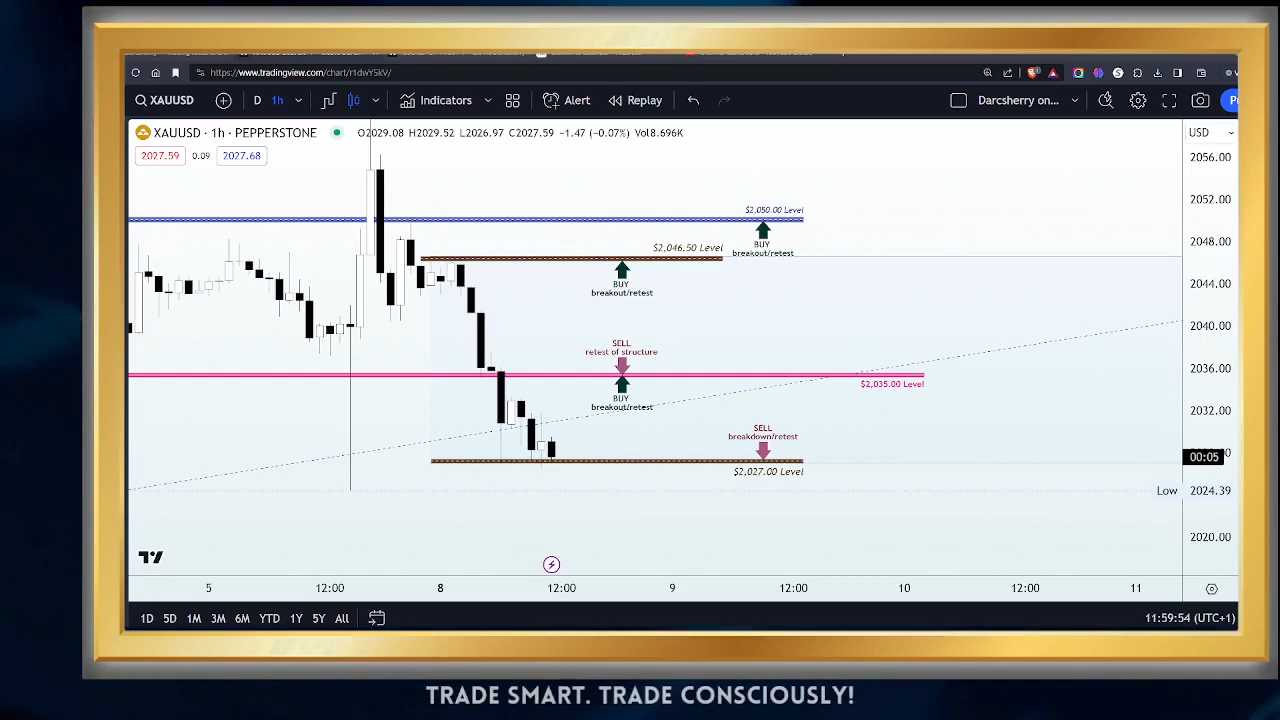 https://www.tradingview.com/chart/r1dwY5kV/
XAUUSD D 1h Indicators Alert Replay Darcsherry on...
XAUUSD · 1h · PEPPERSTONE O2029.08 H2029.52 L2026.97 C2027.59 −1.47 (−0.07%) Vol8.696K USD
2027.59 0.09 2027.68
2056.00
2052.00
$2,050.00 Level
BUY
breakout/retest
2048.00
$2,046.50 Level
BUY
breakout/retest
2044.00
2040.00
SELL
retest of structure
2036.00
$2,035.00 Level
BUY
breakout/retest
2032.00
SELL
breakdown/retest
00:05
$2,027.00 Level
Low 2024.39
2020.00
5 12:00 8 12:00 9 12:00 10 12:00 11
1D 5D 1M 3M 6M YTD 1Y 5Y All 11:59:54 (UTC+1)
TRADE SMART. TRADE CONSCIOUSLY!